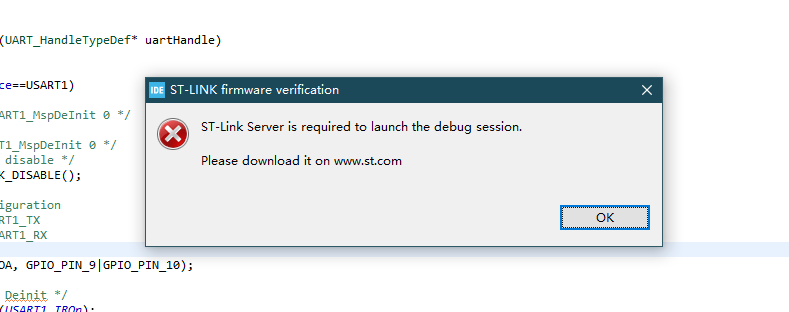 (UART_HandleTypeDef* uartHandle)
ce==USART1)
IDE ST-LINK firmware verification
ART1_MspDeInit 0 */
ST-Link Server is required to launch the debug session.
T1_MspDeInit 0 */
disable */
Please download it on www.st.com
K_DISABLE();
iguration
RT1_TX
ART1_RX
OK
OA, GPIO_PIN_9|GPIO_PIN_10);
Deinit */
(USART1_IRQn);